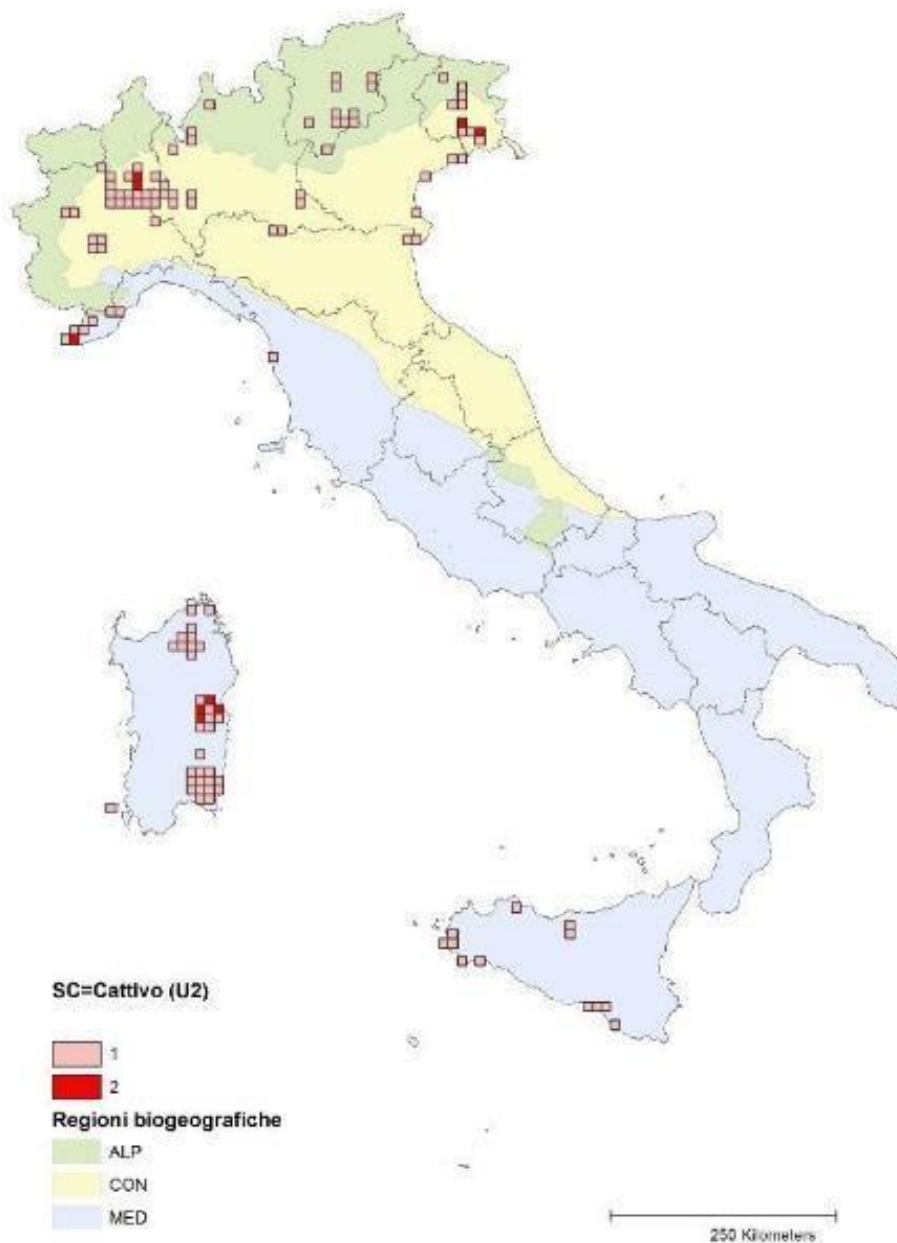 SC=Cattivo (U2)
1
2
Regioni biogeografiche
ALP
CON
MED
250 Kilometers